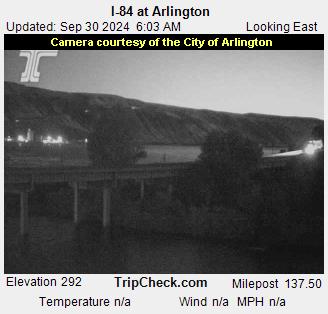 I-84 at Arlington
Updated: Sep 30 2024 6:03 AM Looking East
Camera courtesy of the City of Arlington
Elevation 292 TripCheck.com Milepost 137.50
Temperature n/a Wind n/a MPH n/a